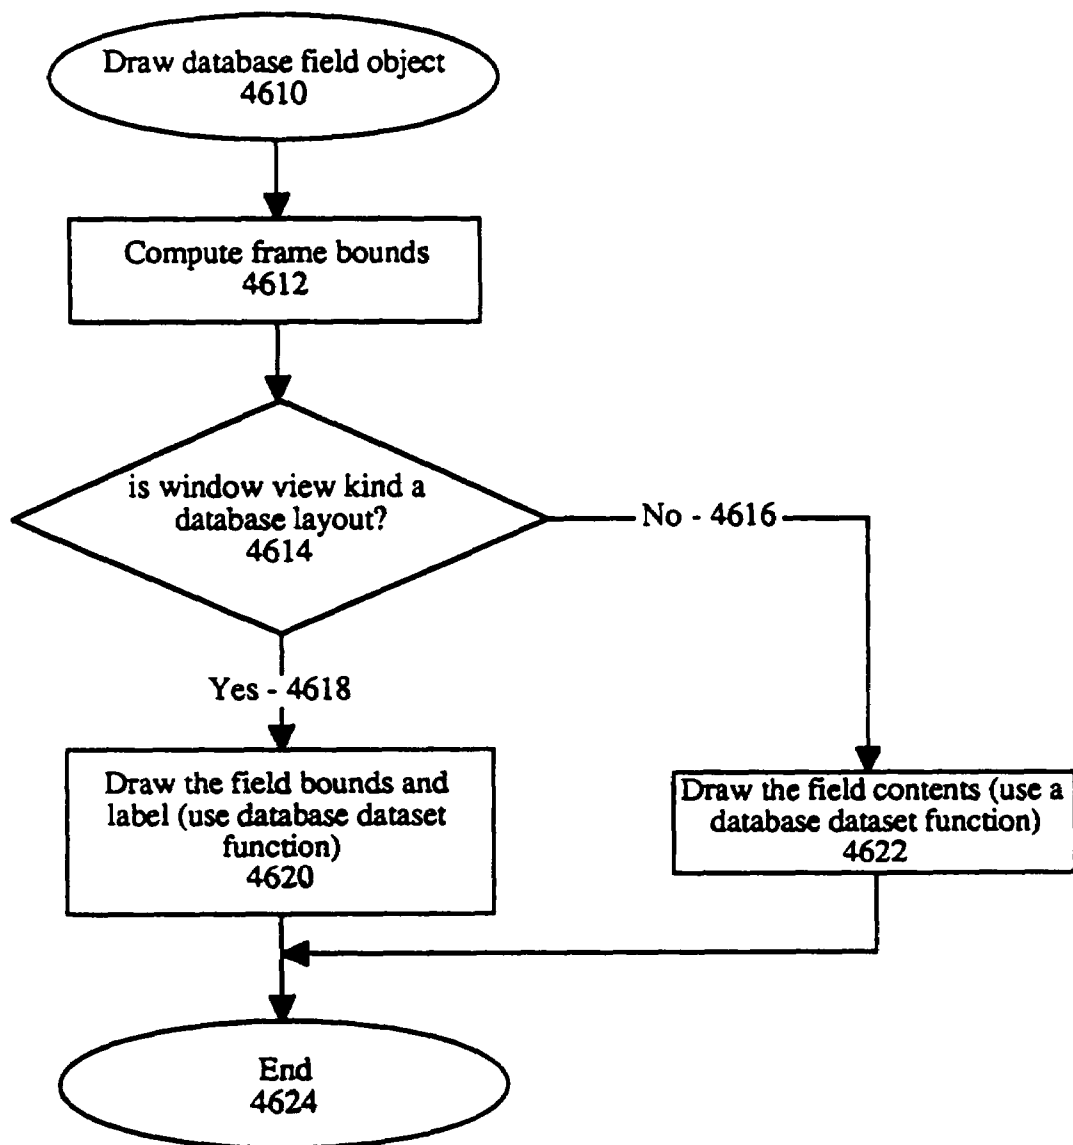 Draw database field object
4610
Compute frame bounds
4612
is window view kind a
database layout?
4614
No - 4616
Yes - 4618
Draw the field bounds and
label (use database dataset
function)
4620
Draw the field contents (use a
database dataset function)
4622
End
4624